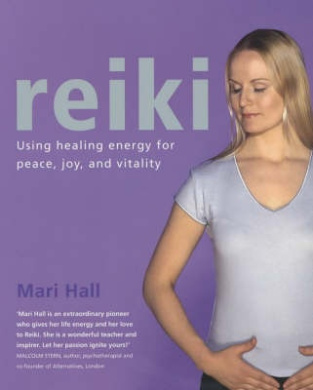 reiki
Using healing energy for
peace, joy, and vitality
Mari Hall
'Mari Hall is an extraordinary pioneer
who gives her life energy and her love
to Reiki. She is a wonderful teacher and
inspirer. Let her passion ignite yours!'
MALCOLM STERN, author, psychotherapist and
co-founder of Alternatives, London